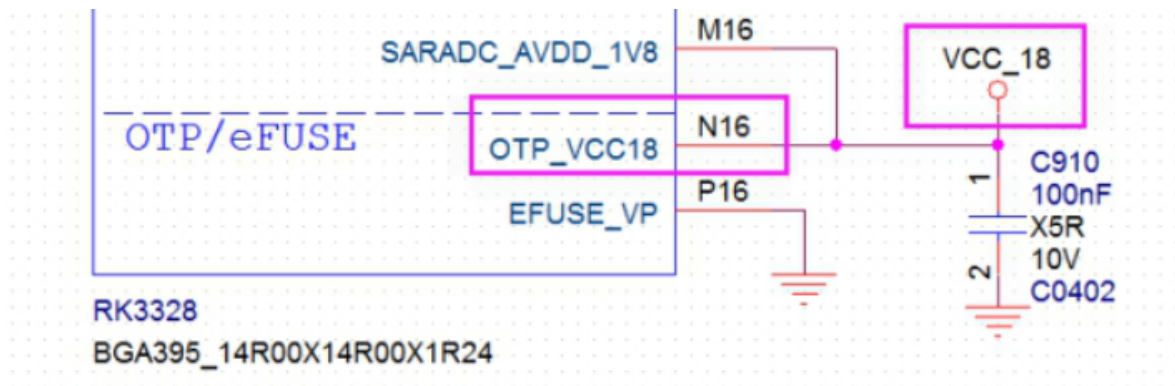 M16
SARADC_AVDD_1V8
VCC_18
OTP/eFUSE
N16
OTP_VCC18
P16
EFUSE_VP
1
C910
100nF
X5R
10V
2
C0402
RK3328
BGA395_14R00X14R00X1R24